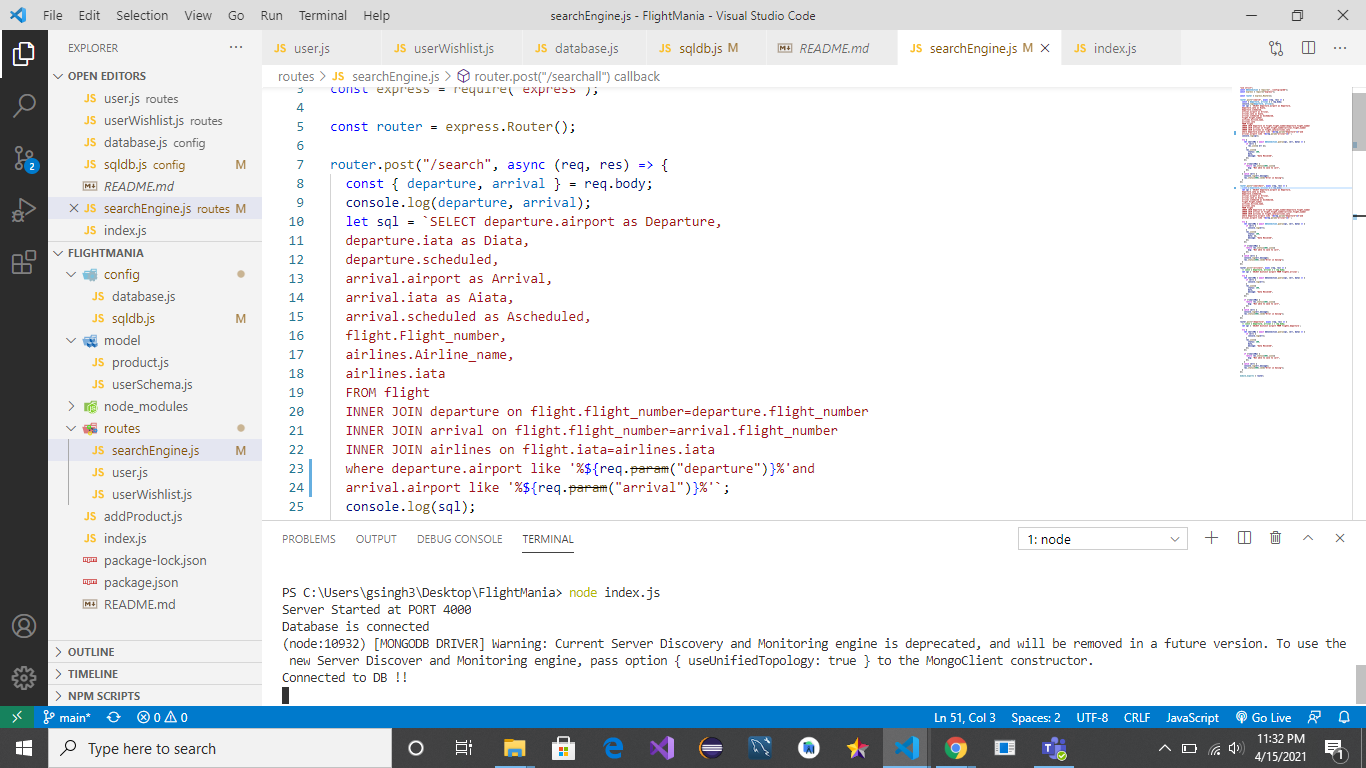 File Edit Selection View Go Run Terminal Help searchEngine.js - FlightMania - Visual Studio Code
EXPLORER
OPEN EDITORS
JS user.js routes
JS userWishlist.js routes
JS database.js config
JS sqldb.js config M
README.md
JS searchEngine.js routes M
JS index.js
FLIGHTMANIA
config
JS database.js
JS sqldb.js M
model
JS product.js
JS userSchema.js
node_modules
routes
JS searchEngine.js M
JS user.js
JS userWishlist.js
JS addProduct.js
JS index.js
package-lock.json
package.json
README.md
OUTLINE
TIMELINE
NPM SCRIPTS
2
JS user.js JS userWishlist.js JS database.js JS sqldb.js M README.md JS searchEngine.js M JS index.js
routes > JS searchEngine.js > router.post("/searchall") callback
3 const express = require("express");
4
5 const router = express.Router();
6
7 router.post("/search", async (req, res) => {
8 const { departure, arrival } = req.body;
9 console.log(departure, arrival);
10 let sql = `SELECT departure.airport as Departure,
11 departure.iata as Diata,
12 departure.scheduled,
13 arrival.airport as Arrival,
14 arrival.iata as Aiata,
15 arrival.scheduled as Ascheduled,
16 flight.Flight_number,
17 airlines.Airline_name,
18 airlines.iata
19 FROM flight
20 INNER JOIN departure on flight.flight_number=departure.flight_number
21 INNER JOIN arrival on flight.flight_number=arrival.flight_number
22 INNER JOIN airlines on flight.iata=airlines.iata
23 where departure.airport like '%${req.param("departure")}%'and
24 arrival.airport like '%${req.param("arrival")}%'`;
25 console.log(sql);
PROBLEMS OUTPUT DEBUG CONSOLE TERMINAL 1: node
PS C:\Users\gsingh3\Desktop\FlightMania> node index.js
Server Started at PORT 4000
Database is connected
(node:10932) [MONGODB DRIVER] Warning: Current Server Discovery and Monitoring engine is deprecated, and will be removed in a future version. To use the
new Server Discover and Monitoring engine, pass option { useUnifiedTopology: true } to the MongoClient constructor.
Connected to DB !!
main* 0 0 Ln 51, Col 3 Spaces: 2 UTF-8 CRLF JavaScript Go Live
Type here to search
11:32 PM
4/15/2021
1